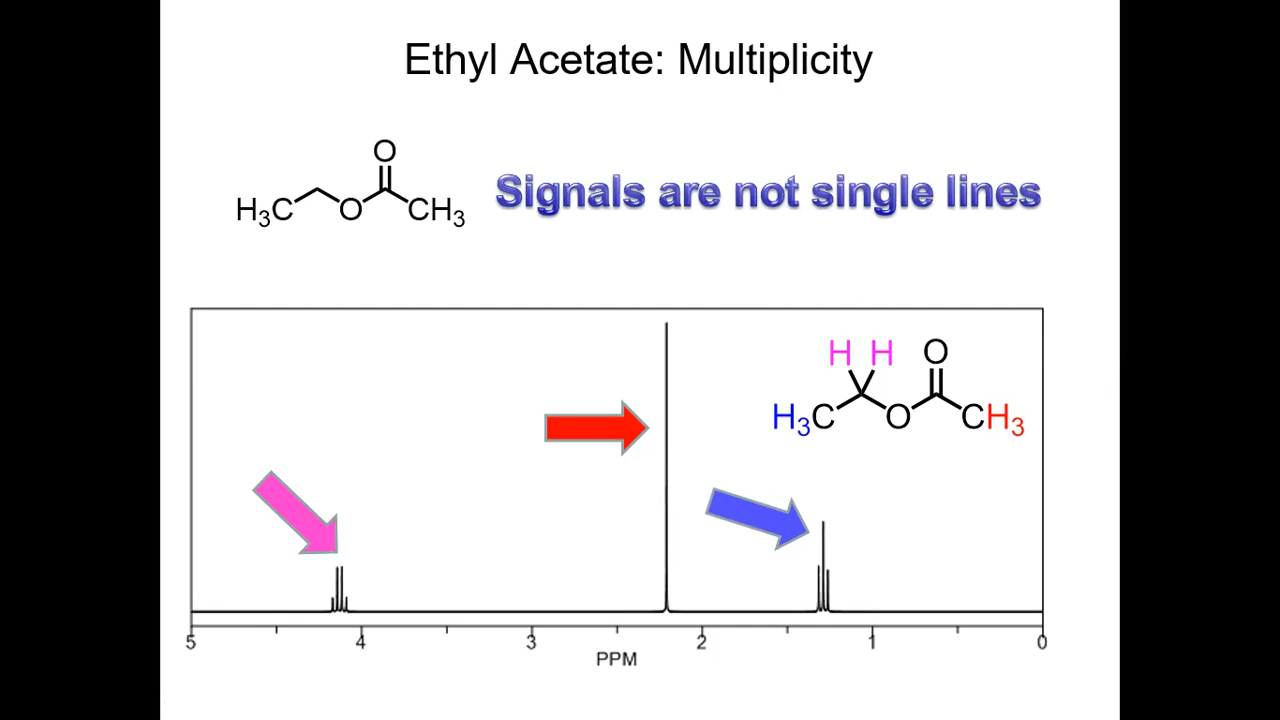 Ethyl Acetate: Multiplicity
O
H₃C O CH₃
Signals are not single lines
H H O
H₃C O CH₃
5 4 3 2 1 0
PPM